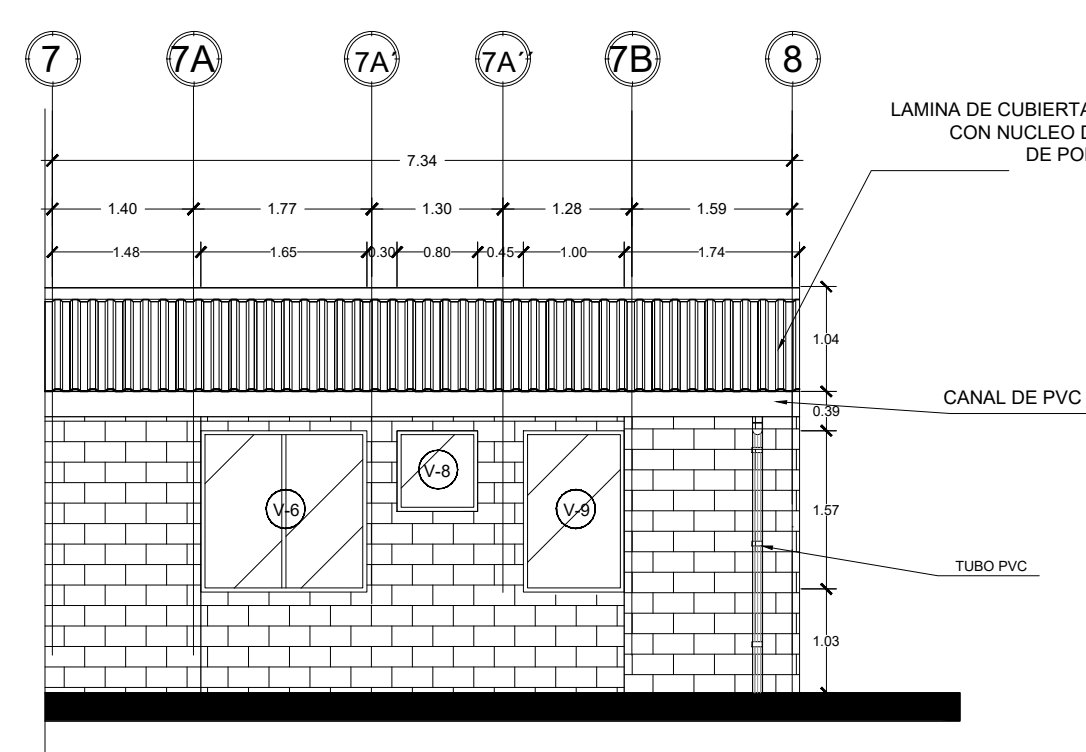 7 7A 7A´ 7A´´ 7B 8
LAMINA DE CUBIERTA
CON NUCLEO
7.34
1.40 1.77 1.30 1.28 1.59
1.48 1.65 0.30 0.80 0.45 1.00 1.74
1.04
CANAL DE PVC
0.39
V-8
V-6 V-9
1.57
TUBO PVC
1.03